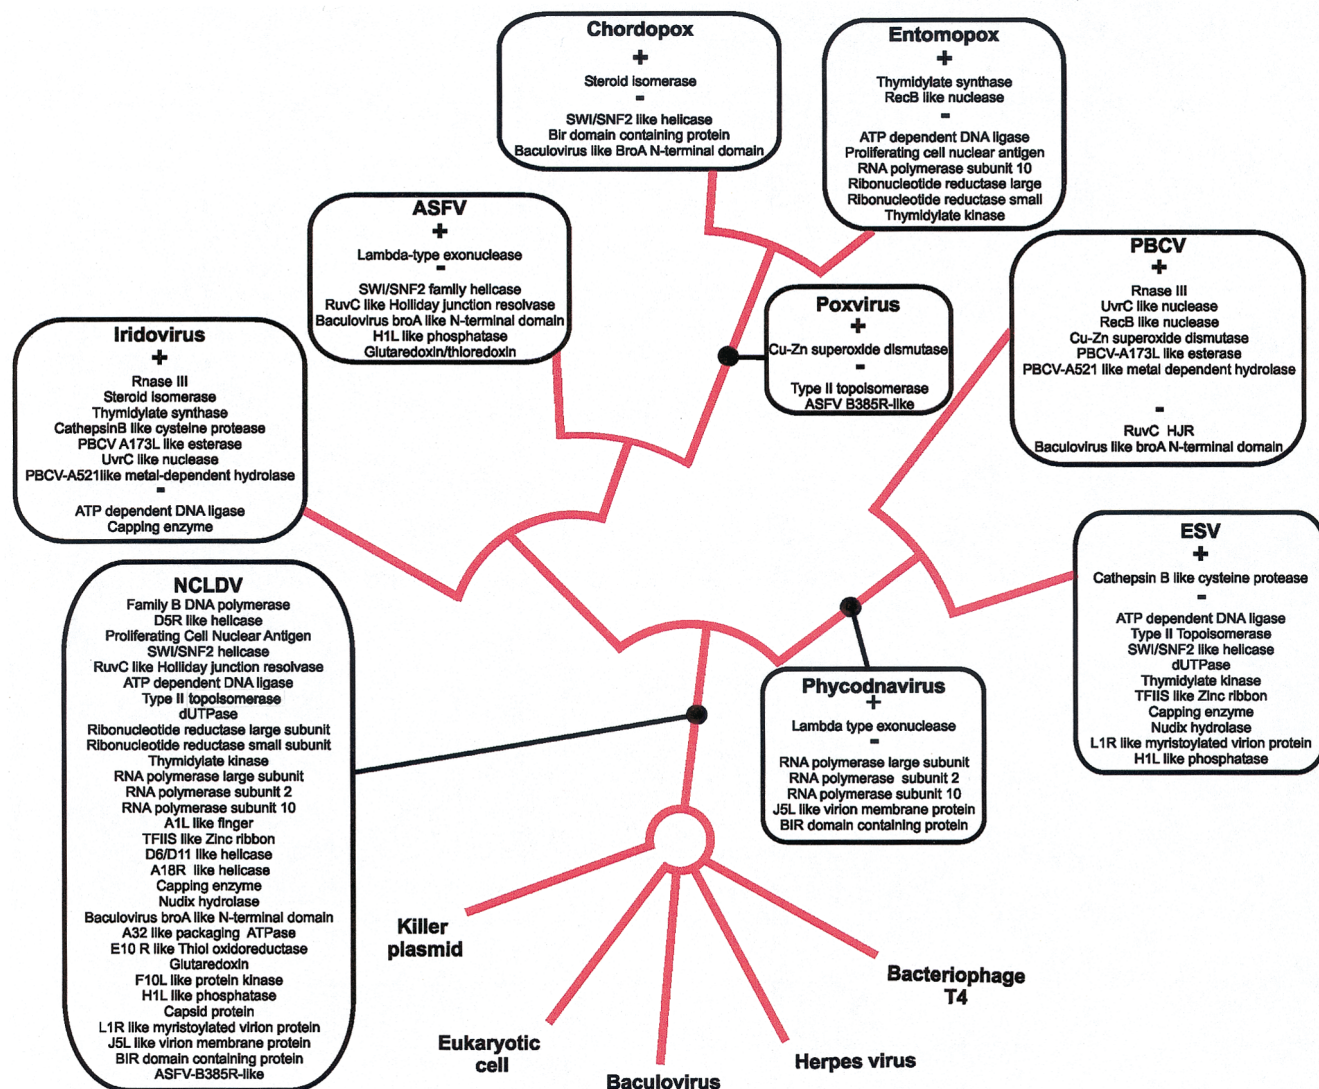 Chordopox
+
Steroid isomerase
-
SWI/SNF2 like helicase
Bir domain containing protein
Baculovirus like BroA N-terminal domain
Entomopox
+
Thymidylate synthase
RecB like nuclease
-
ATP dependent DNA ligase
Proliferating cell nuclear antigen
RNA polymerase subunit 10
Ribonucleotide reductase large
Ribonucleotide reductase small
Thymidylate kinase
ASFV
+
Lambda-type exonuclease
-
SWI/SNF2 family helicase
RuvC like Holliday junction resolvase
Baculovirus broA like N-terminal domain
H1L like phosphatase
Glutaredoxin/thioredoxin
PBCV
+
Rnase III
UvrC like nuclease
RecB like nuclease
Cu-Zn superoxide dismutase
PBCV-A173L like esterase
PBCV-A521 like metal dependent hydrolase
-
RuvC HJR
Baculovirus like broA N-terminal domain
Poxvirus
+
Cu-Zn superoxide dismutase
-
Type II topoisomerase
ASFV B385R-like
Iridovirus
+
Rnase III
Steroid isomerase
Thymidylate synthase
CathepsinB like cysteine protease
PBCV A173L like esterase
UvrC like nuclease
PBCV-A521like metal-dependent hydrolase
-
ATP dependent DNA ligase
Capping enzyme
ESV
+
Cathepsin B like cysteine protease
-
ATP dependent DNA ligase
Type II Topoisomerase
SWI/SNF2 like helicase
dUTPase
Thymidylate kinase
TFIIS like Zinc ribbon
Capping enzyme
Nudix hydrolase
L1R like myristoylated virion protein
H1L like phosphatase
NCLDV
Family B DNA polymerase
D5R like helicase
Proliferating Cell Nuclear Antigen
SWI/SNF2 helicase
RuvC like Holliday junction resolvase
ATP dependent DNA ligase
Type II topoisomerase
dUTPase
Ribonucleotide reductase large subunit
Ribonucleotide reductase small subunit
Thymidylate kinase
RNA polymerase large subunit
RNA polymerase subunit 2
RNA polymerase subunit 10
A1L like finger
TFIIS like Zinc ribbon
D6/D11 like helicase
A18R like helicase
Capping enzyme
Nudix hydrolase
Baculovirus broA like N-terminal domain
A32 like packaging ATPase
E10 R like Thiol oxidoreductase
Glutaredoxin
F10L like protein kinase
H1L like phosphatase
Capsid protein
L1R like myristoylated virion protein
J5L like virion membrane protein
BIR domain containing protein
ASFV-B385R-like
Phycodnavirus
+
Lambda type exonuclease
-
RNA polymerase large subunit
RNA polymerase subunit 2
RNA polymerase subunit 10
J5L like virion membrane protein
BIR domain containing protein
Killer
plasmid
Eukaryotic
cell
Baculovirus
Herpes virus
Bacteriophage
T4